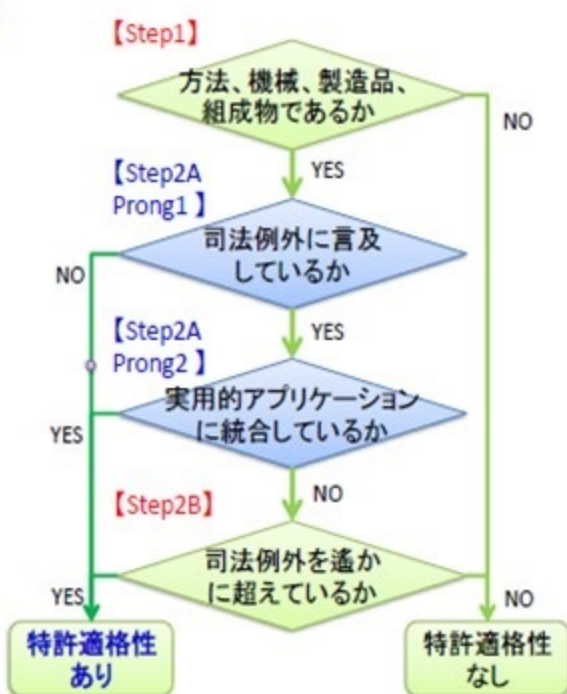 【Step1】
方法、機械、製造品、
組成物であるか
NO
YES
【Step2A
Prong1 】
司法例外に言及
しているか
NO
YES
【Step2A
Prong2 】
実用的アプリケーション
に統合しているか
YES
NO
【Step2B】
司法例外を遙か
に超えているか
YES
NO
特許適格性
あり
特許適格性
なし